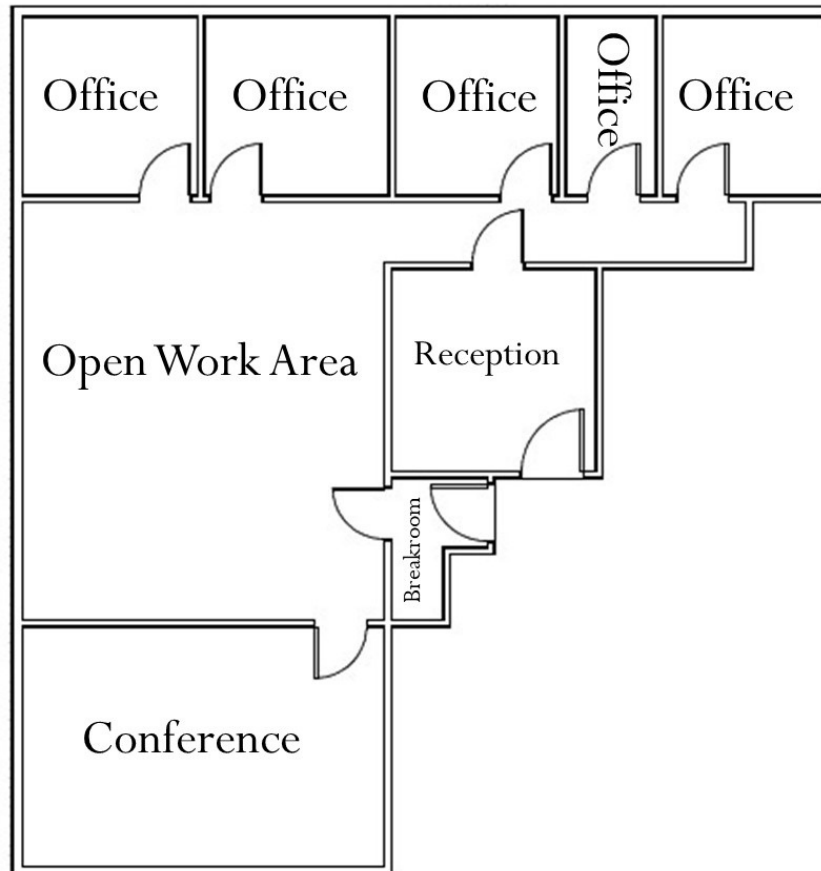 Office
Office
Office
Office
Office
Open Work Area
Reception
Breakroom
Conference